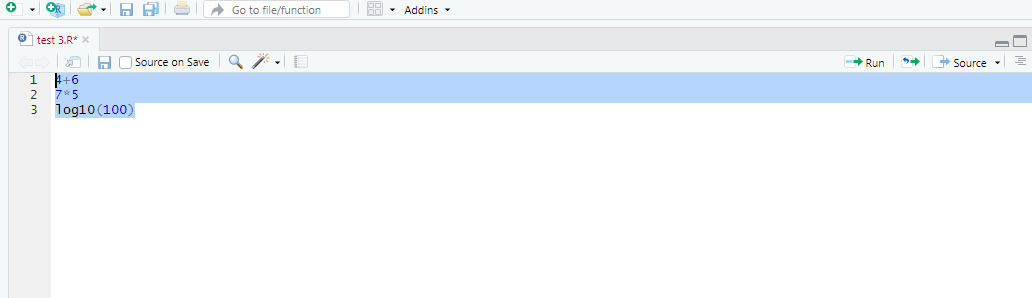 Go to file/function
Addins
test 3.R*
Source on Save
Run
Source
1 4+6
2 7*5
3 log10(100)